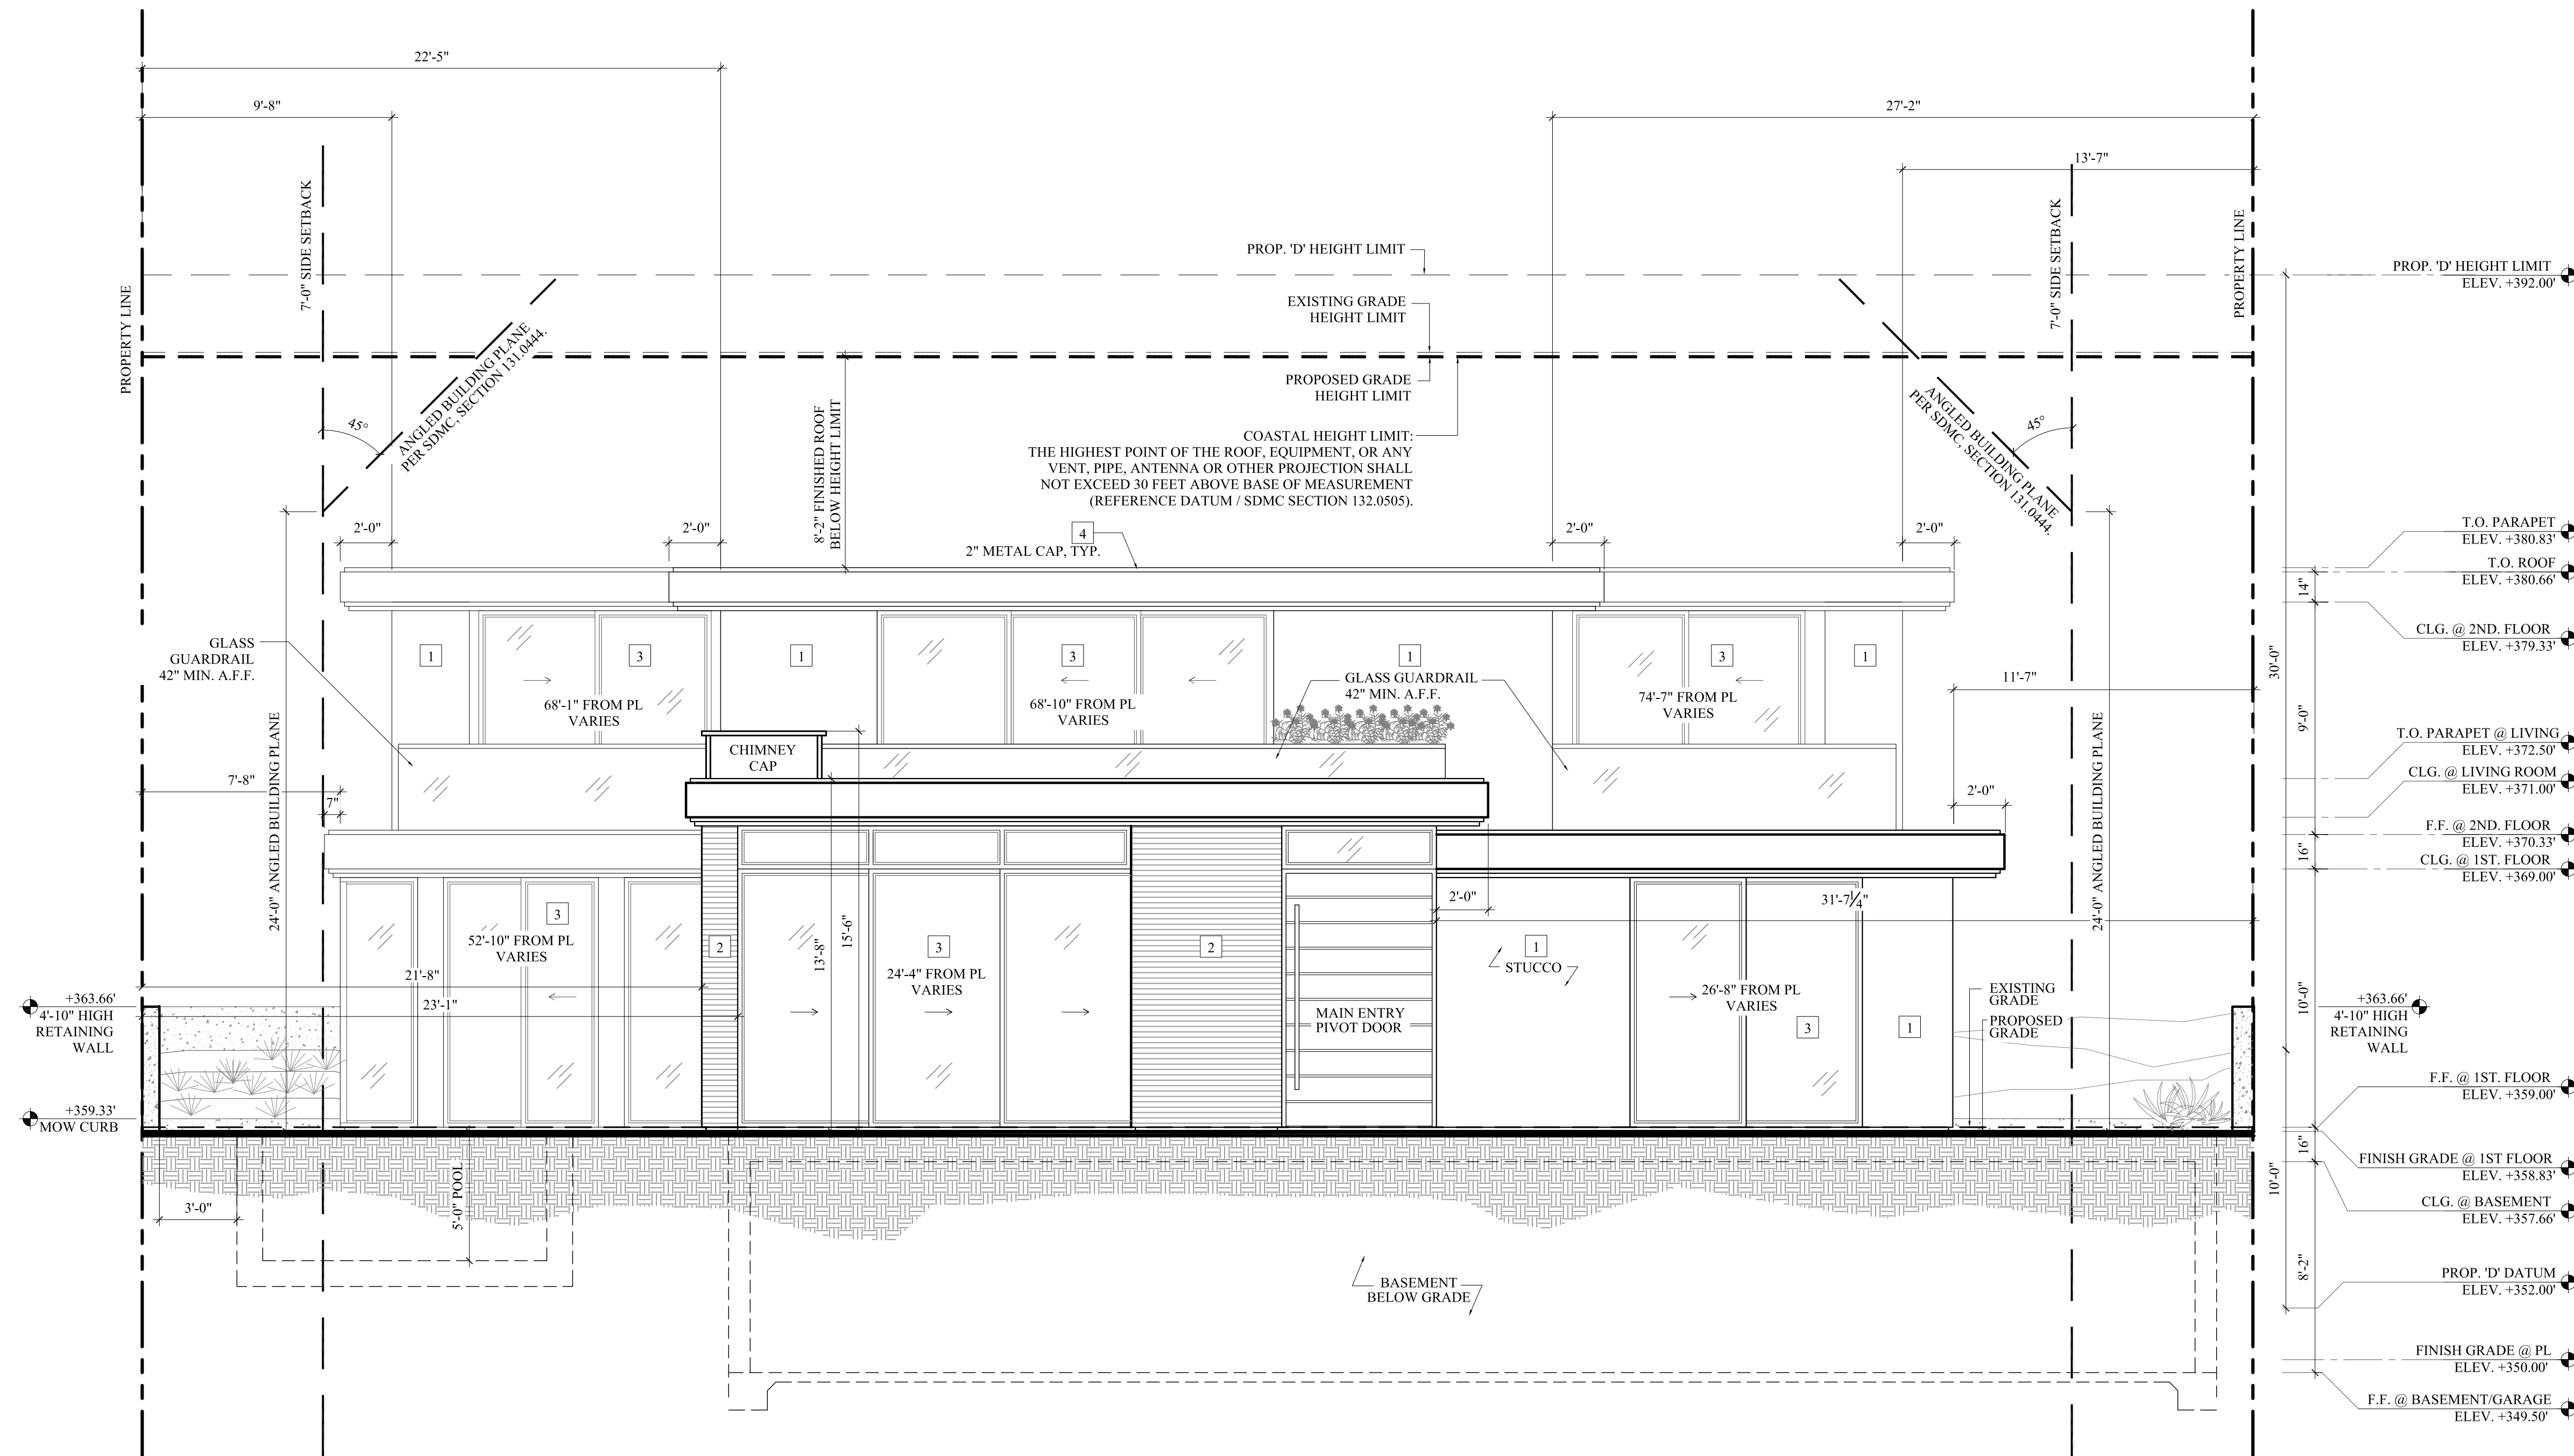 22'-5"
9'-8"
27'-2"
13'-7"
7'-0" SIDE SETBACK
7'-0" SIDE SETBACK
PROPERTY LINE
PROPERTY LINE
PROP. 'D' HEIGHT LIMIT
PROP. 'D' HEIGHT LIMIT
ELEV. +392.00'
EXISTING GRADE
HEIGHT LIMIT
PROPOSED GRADE
HEIGHT LIMIT
ANGLED BUILDING PLANE
PER SDMC, SECTION 131.0444.
45°
ANGLED BUILDING PLANE
PER SDMC, SECTION 131.0444.
45°
8'-2" FINISHED ROOF
BELOW HEIGHT LIMIT
COASTAL HEIGHT LIMIT:
THE HIGHEST POINT OF THE ROOF, EQUIPMENT, OR ANY
VENT, PIPE, ANTENNA OR OTHER PROJECTION SHALL
NOT EXCEED 30 FEET ABOVE BASE OF MEASUREMENT
(REFERENCE DATUM / SDMC SECTION 132.0505).
2'-0"
2'-0"
4
2" METAL CAP, TYP.
2'-0"
2'-0"
T.O. PARAPET
ELEV. +380.83'
T.O. ROOF
ELEV. +380.66'
14"
CLG. @ 2ND. FLOOR
ELEV. +379.33'
30'-0"
9'-0"
GLASS
GUARDRAIL
42" MIN. A.F.F.
1
3
1
3
1
3
1
GLASS GUARDRAIL
42" MIN. A.F.F.
68'-1" FROM PL
VARIES
68'-10" FROM PL
VARIES
74'-7" FROM PL
VARIES
11'-7"
CHIMNEY
CAP
T.O. PARAPET @ LIVING
ELEV. +372.50'
CLG. @ LIVING ROOM
ELEV. +371.00'
7'-8"
7"
2'-0"
24'-0" ANGLED BUILDING PLANE
24'-0" ANGLED BUILDING PLANE
F.F. @ 2ND. FLOOR
ELEV. +370.33'
16"
CLG. @ 1ST. FLOOR
ELEV. +369.00'
2'-0"
31'-7 1/4"
3
52'-10" FROM PL
VARIES
2
13'-8"
15'-6"
3
24'-4" FROM PL
VARIES
2
1
STUCCO
21'-8"
23'-1"
MAIN ENTRY
PIVOT DOOR
26'-8" FROM PL
VARIES
3
1
EXISTING
GRADE
PROPOSED
GRADE
10'-0"
+363.66'
4'-10" HIGH
RETAINING
WALL
+363.66'
4'-10" HIGH
RETAINING
WALL
+359.33'
MOW CURB
F.F. @ 1ST. FLOOR
ELEV. +359.00'
16"
FINISH GRADE @ 1ST FLOOR
ELEV. +358.83'
10'-0"
3'-0"
5'-0" POOL
CLG. @ BASEMENT
ELEV. +357.66'
8'-2"
BASEMENT
BELOW GRADE
PROP. 'D' DATUM
ELEV. +352.00'
FINISH GRADE @ PL
ELEV. +350.00'
F.F. @ BASEMENT/GARAGE
ELEV. +349.50'